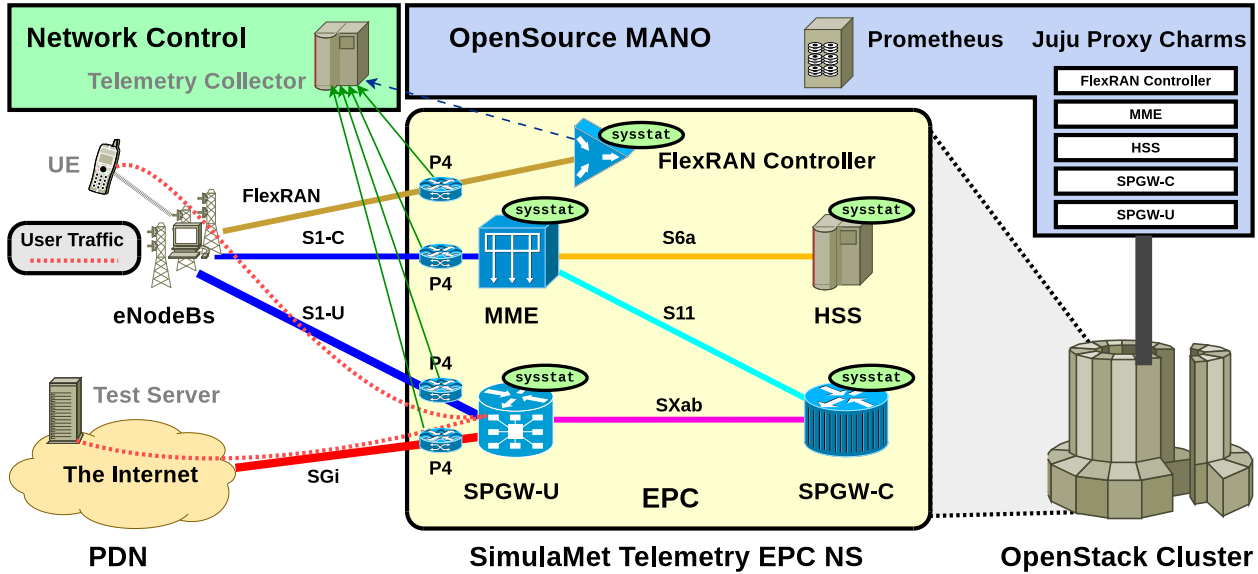 Network Control
OpenSource MANO
Prometheus
Juju Proxy Charms
Telemetry Collector
FlexRAN Controller
MME
HSS
SPGW-C
SPGW-U
sysstat
FlexRAN Controller
UE
P4
FlexRAN
User Traffic
S1-C
P4
sysstat
MME
S6a
sysstat
HSS
eNodeBs
S1-U
S11
P4
sysstat
SPGW-U
SXab
sysstat
SPGW-C
Test Server
The Internet
SGi
P4
EPC
PDN
SimulaMet Telemetry EPC NS
OpenStack Cluster